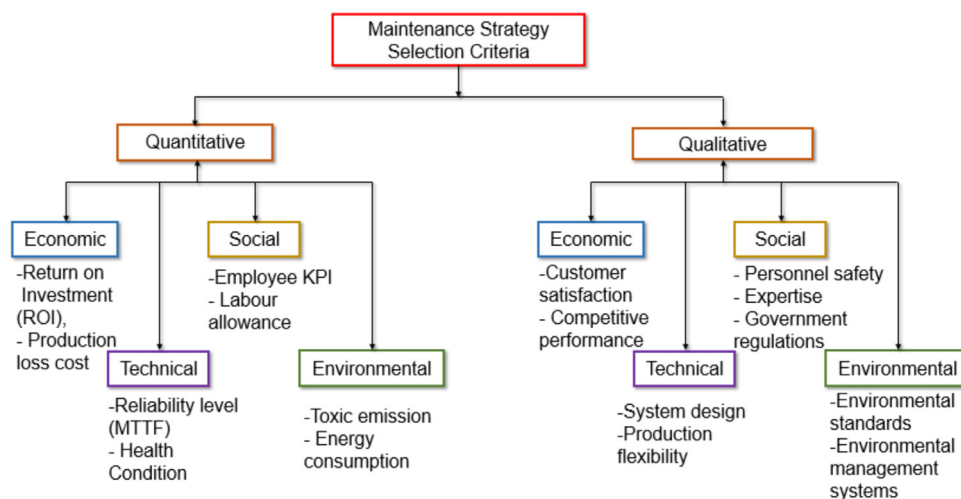 Maintenance Strategy
Selection Criteria
Quantitative
Qualitative
Economic
-Return on
Investment
(ROI),
- Production
loss cost
Technical
-Reliability level
(MTTF)
- Health
Condition
Social
-Employee KPI
- Labour
allowance
Environmental
-Toxic emission
- Energy
consumption
Economic
-Customer
satisfaction
- Competitive
performance
Technical
-System design
-Production
flexibility
Social
- Personnel safety
- Expertise
- Government
regulations
Environmental
-Environmental
standards
-Environmental
management
systems